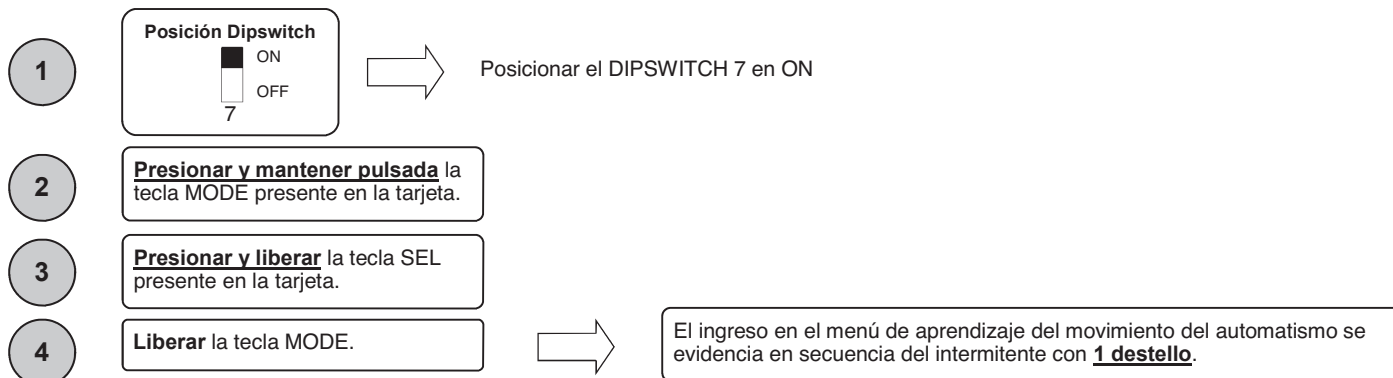 1
Posición Dipswitch
ON
OFF
7
Posicionar el DIPSWITCH 7 en ON
2
Presionar y mantener pulsada la
tecla MODE presente en la tarjeta.
3
Presionar y liberar la tecla SEL
presente en la tarjeta.
4
Liberar la tecla MODE.
El ingreso en el menú de aprendizaje del movimiento del automatismo se
evidencia en secuencia del intermitente con 1 destello.